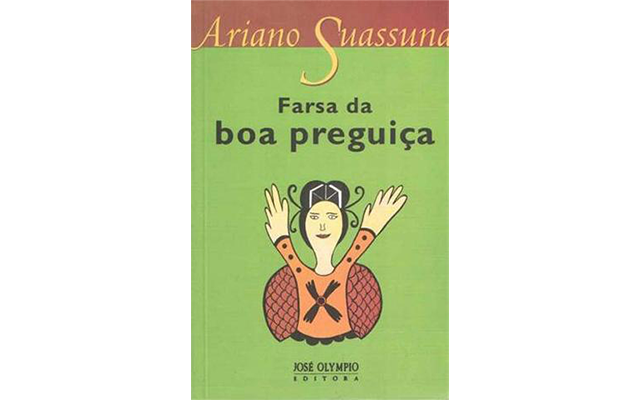 Ariano Suassuna
Farsa da
boa preguiça
JOSÉ OLYMPIO
EDITORA